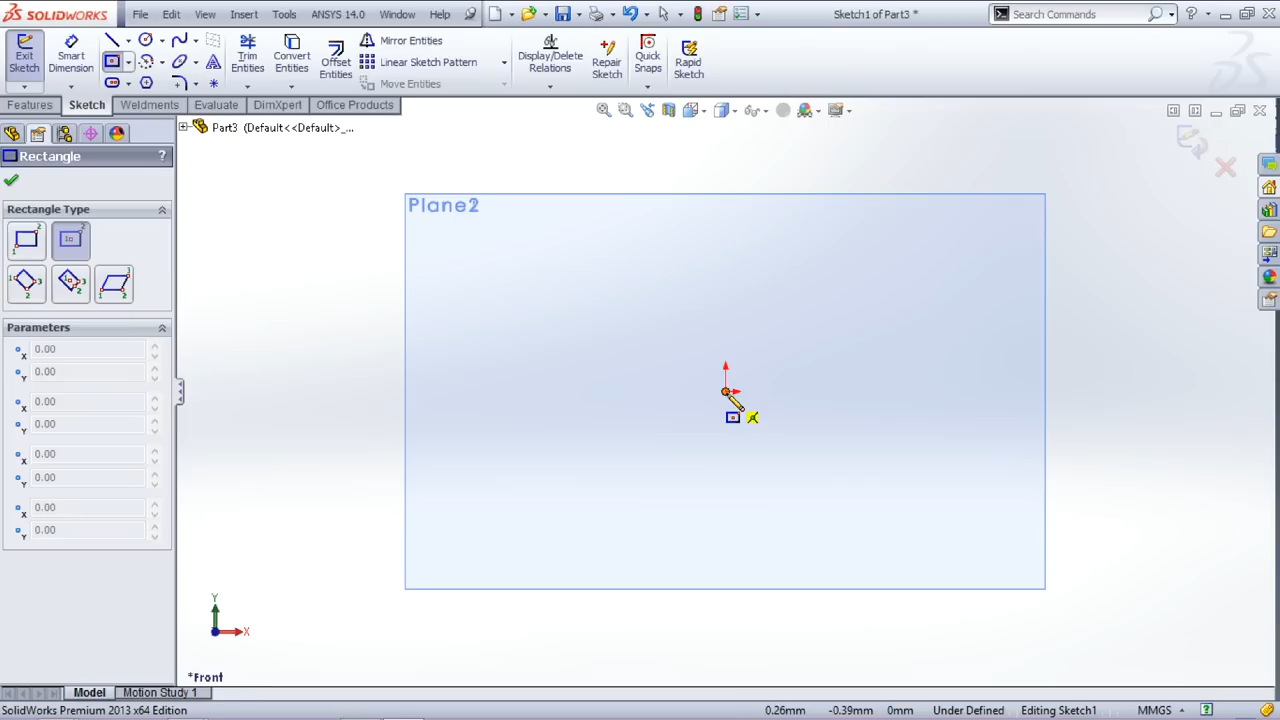 SOLIDWORKS File Edit View Insert Tools ANSYS 14.0 Window Help Sketch1 of Part3 * Search Commands
Exit Sketch Smart Dimension Trim Entities Convert Entities Offset Entities Mirror Entities Linear Sketch Pattern Move Entities Display/Delete Relations Repair Sketch Quick Snaps Rapid Sketch
Features Sketch Weldments Evaluate DimXpert Office Products
Part3 (Default<<Default>_...
Rectangle ?
Rectangle Type
Parameters
0.00
0.00
0.00
0.00
0.00
0.00
0.00
0.00
Plane2
Y
X
*Front
Model Motion Study 1
SolidWorks Premium 2013 x64 Edition 0.26mm -0.39mm 0mm Under Defined Editing Sketch1 MMGS